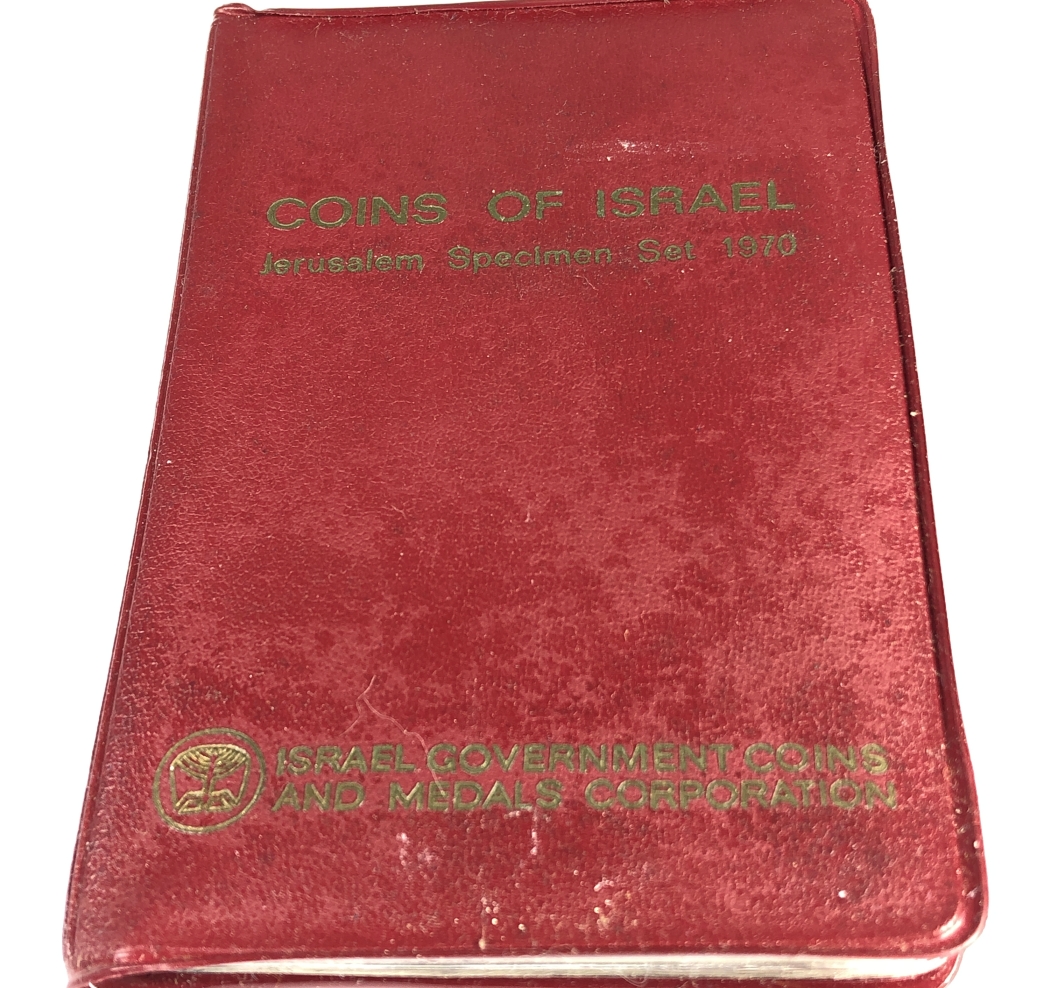 COINS OF ISRAEL
Jerusalem Specimen Set 1970
ISRAEL GOVERNMENT COINS
AND MEDALS CORPORATION